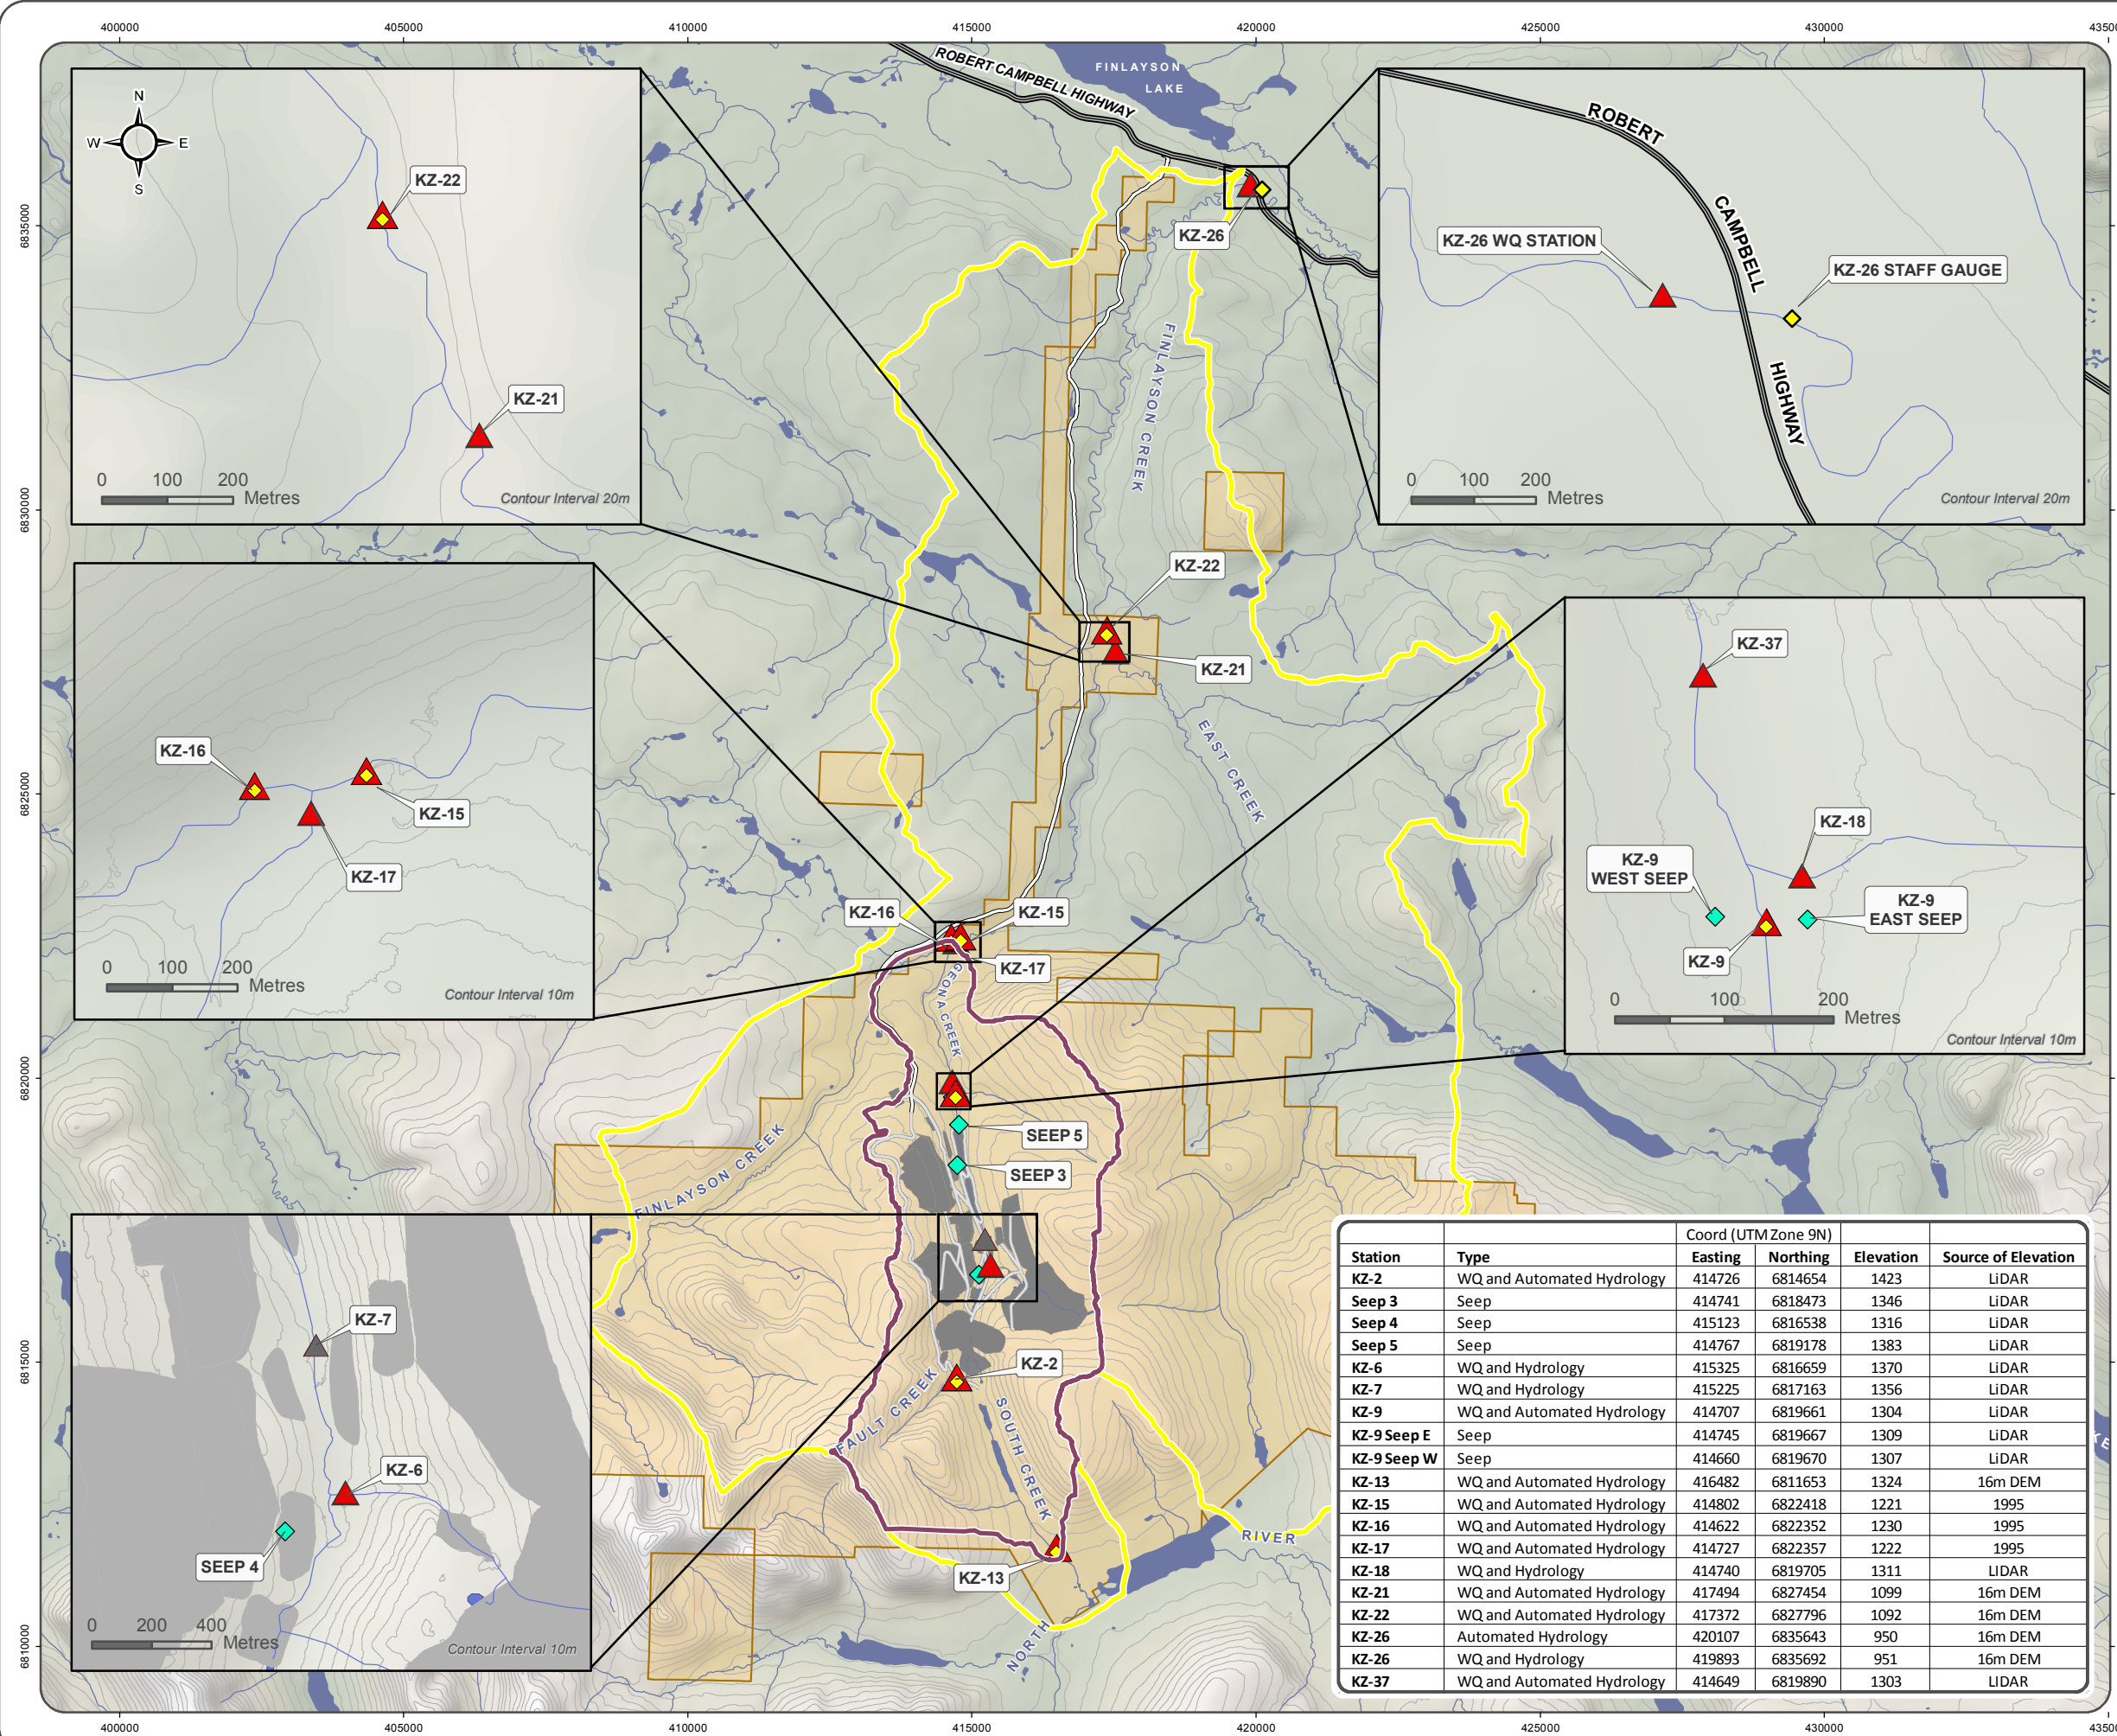 400000 405000 410000 415000 420000 425000 430000
6835000
6830000
6825000
6820000
6815000
6810000
N
W E
S
KZ-22
KZ-21
0 100 200
Metres
Contour Interval 20m
ROBERT CAMPBELL HIGHWAY
FINLAYSON
LAKE
KZ-26
ROBERT
CAMPBELL
HIGHWAY
KZ-26 WQ STATION
KZ-26 STAFF GAUGE
0 100 200
Metres
Contour Interval 20m
FINLAYSON CREEK
KZ-22
KZ-21
EAST CREEK
KZ-16
KZ-15
KZ-17
0 100 200
Metres
Contour Interval 10m
KZ-16
KZ-15
KZ-17
GEONA CREEK
KZ-37
KZ-18
KZ-9
WEST SEEP
KZ-9
EAST SEEP
KZ-9
0 100 200
Metres
Contour Interval 10m
SEEP 5
SEEP 3
FINLAYSON CREEK
KZ-7
KZ-6
SEEP 4
0 200 400
Metres
Contour Interval 10m
KZ-2
FAULT CREEK
SOUTH CREEK
KZ-13
NORTH
RIVER
Coord (UTM Zone 9N)
Station Type Easting Northing Elevation Source of Elevation
KZ-2 WQ and Automated Hydrology 414726 6814654 1423 LiDAR
Seep 3 Seep 414741 6818473 1346 LiDAR
Seep 4 Seep 415123 6816538 1316 LiDAR
Seep 5 Seep 414767 6819178 1383 LiDAR
KZ-6 WQ and Hydrology 415325 6816659 1370 LiDAR
KZ-7 WQ and Hydrology 415225 6817163 1356 LiDAR
KZ-9 WQ and Automated Hydrology 414707 6819661 1304 LiDAR
KZ-9 Seep E Seep 414745 6819667 1309 LiDAR
KZ-9 Seep W Seep 414660 6819670 1307 LiDAR
KZ-13 WQ and Automated Hydrology 416482 6811653 1324 16m DEM
KZ-15 WQ and Automated Hydrology 414802 6822418 1221 1995
KZ-16 WQ and Automated Hydrology 414622 6822352 1230 1995
KZ-17 WQ and Automated Hydrology 414727 6822357 1222 1995
KZ-18 WQ and Hydrology 414740 6819705 1311 LIDAR
KZ-21 WQ and Automated Hydrology 417494 6827454 1099 16m DEM
KZ-22 WQ and Automated Hydrology 417372 6827796 1092 16m DEM
KZ-26 Automated Hydrology 420107 6835643 950 16m DEM
KZ-26 WQ and Hydrology 419893 6835692 951 16m DEM
KZ-37 WQ and Automated Hydrology 414649 6819890 1303 LIDAR
400000 405000 410000 415000 420000 425000 430000